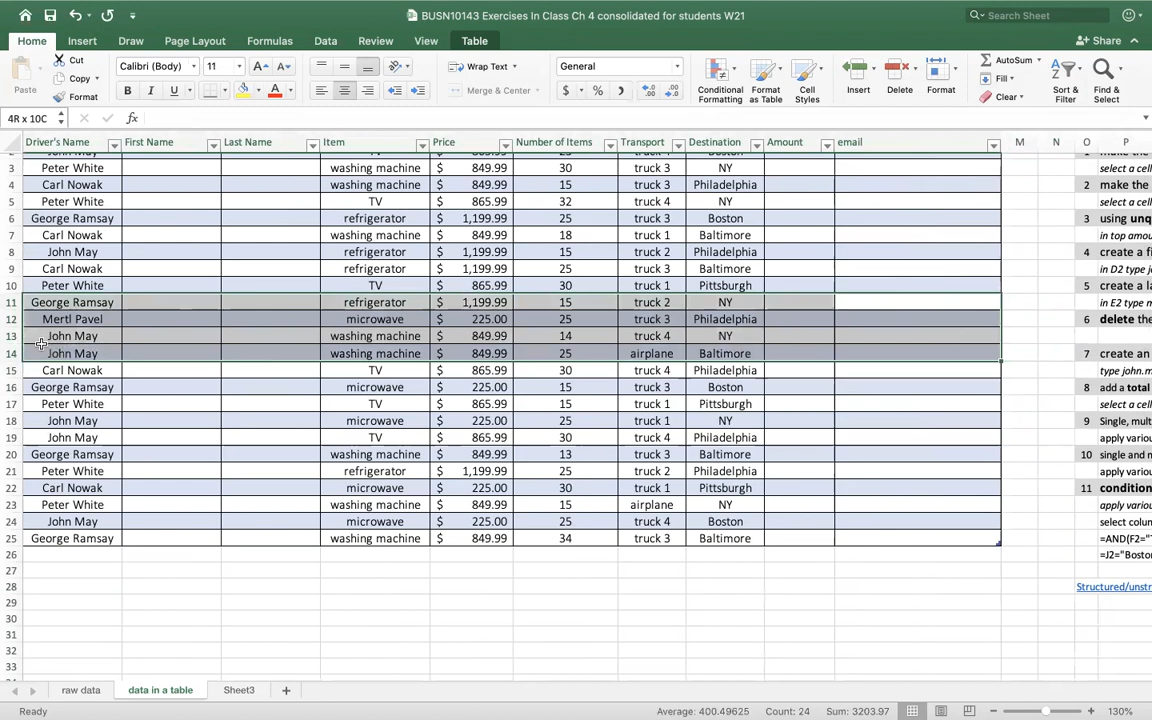 BUSN10143 Exercises In Class Ch 4 consolidated for students W21
Search Sheet
Home Insert Draw Page Layout Formulas Data Review View Table
Share
Paste
Cut
Copy
Format
Calibri (Body) 11
B I U
Wrap Text
Merge & Center
General
$ % )
Conditional Formatting
Format as Table
Cell Styles
Insert
Delete
Format
AutoSum
Fill
Clear
Sort & Filter
Find & Select
4R x 10C fx
Driver's Name First Name Last Name Item Price Number of Items Transport Destination Amount email M N O P
3 Peter White washing machine $ 849.99 30 truck 3 NY select a cell
4 Carl Nowak washing machine $ 849.99 15 truck 3 Philadelphia 2 make the
5 Peter White TV $ 865.99 32 truck 4 NY select a cell
6 George Ramsay refrigerator $ 1,199.99 25 truck 3 Boston 3 using unq
7 Carl Nowak washing machine $ 849.99 18 truck 1 Baltimore in top amou
8 John May refrigerator $ 1,199.99 15 truck 2 Philadelphia 4 create a fi
9 Carl Nowak refrigerator $ 1,199.99 25 truck 3 Baltimore in D2 type jo
10 Peter White TV $ 865.99 30 truck 1 Pittsburgh 5 create a la
11 George Ramsay refrigerator $ 1,199.99 15 truck 2 NY in E2 type m
12 Mertl Pavel microwave $ 225.00 25 truck 3 Philadelphia 6 delete the
13 John May washing machine $ 849.99 14 truck 4 NY
14 John May washing machine $ 849.99 25 airplane Baltimore 7 create an
15 Carl Nowak TV $ 865.99 30 truck 4 Philadelphia type john.m
16 George Ramsay microwave $ 225.00 15 truck 3 Boston 8 add a total
17 Peter White TV $ 865.99 15 truck 1 Pittsburgh select a cell
18 John May microwave $ 225.00 25 truck 1 NY 9 Single, mult
19 John May TV $ 865.99 30 truck 4 Philadelphia apply variou
20 George Ramsay washing machine $ 849.99 13 truck 3 Baltimore 10 single and m
21 Peter White refrigerator $ 1,199.99 25 truck 2 Philadelphia apply variou
22 Carl Nowak microwave $ 225.00 30 truck 1 Pittsburgh 11 condition
23 Peter White washing machine $ 849.99 15 airplane NY apply variou
24 John May microwave $ 225.00 25 truck 4 Boston select colum
25 George Ramsay washing machine $ 849.99 34 truck 3 Baltimore =AND(F2="T
26 =J2="Boston
27
28 Structured/unstr
29
30
31
32
33
raw data data in a table Sheet3 +
Ready Average: 400.49625 Count: 24 Sum: 3203.97 130%